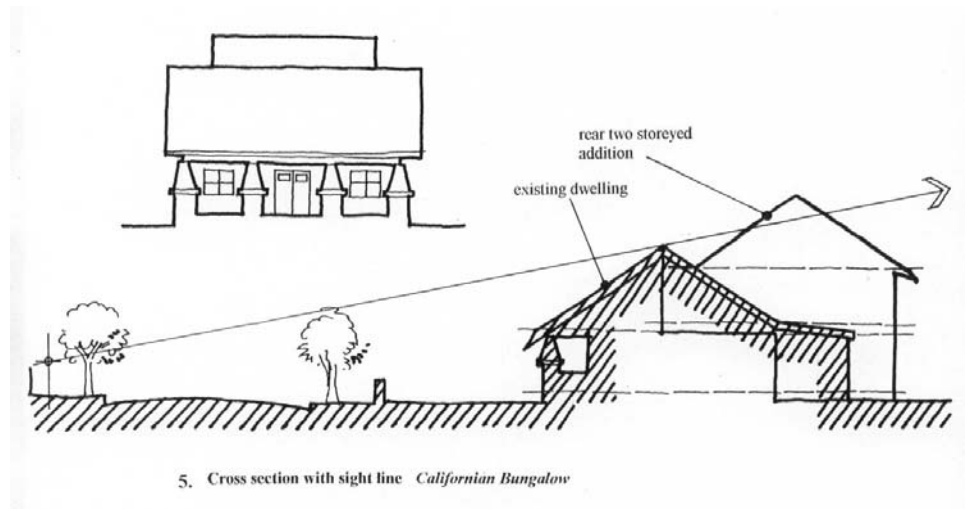 rear two storeyed
addition
existing dwelling
5. Cross section with sight line Californian Bungalow